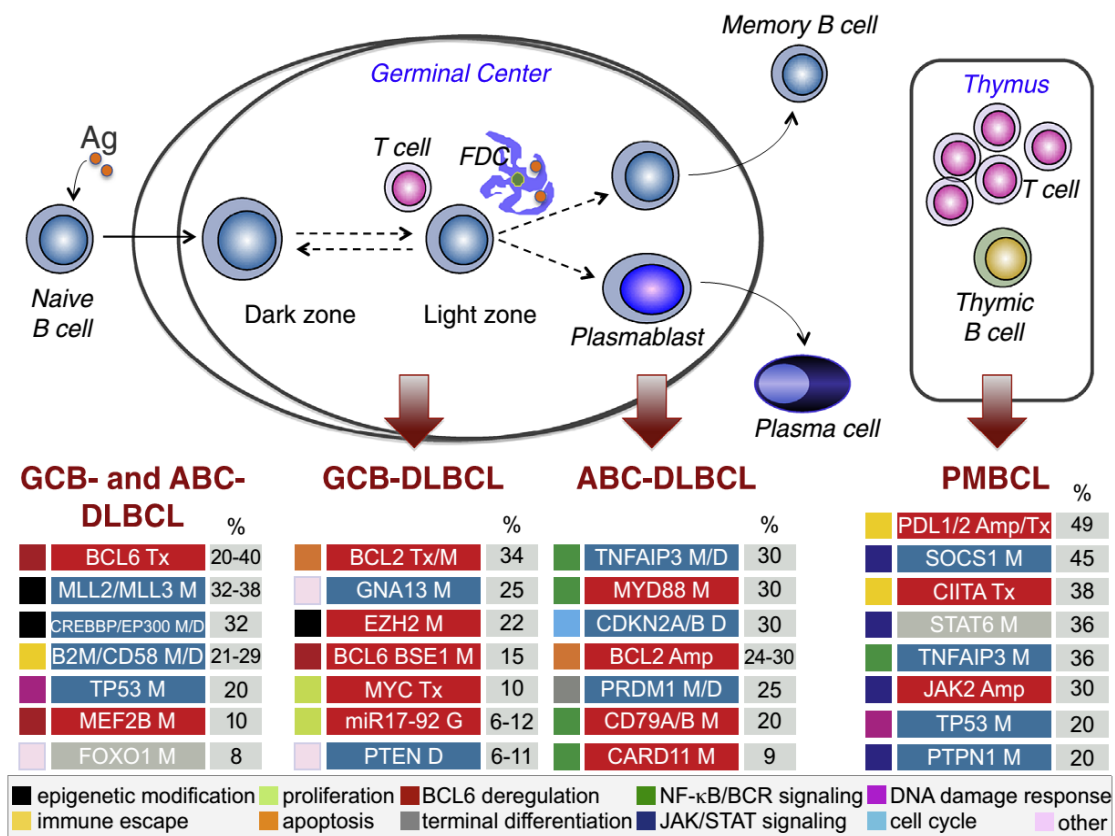 Memory B cell
Germinal Center
Thymus
Ag
T cell
FDC
T cell
Naive
B cell
Dark zone
Light zone
Plasmablast
Thymic
B cell
Plasma cell
GCB- and ABC-
DLBCL
%
BCL6 Tx 20-40
MLL2/MLL3 M 32-38
CREBBP/EP300 M/D 32
B2M/CD58 M/D 21-29
TP53 M 20
MEF2B M 10
FOXO1 M 8
GCB-DLBCL
%
BCL2 Tx/M 34
GNA13 M 25
EZH2 M 22
BCL6 BSE1 M 15
MYC Tx 10
miR17-92 G 6-12
PTEN D 6-11
ABC-DLBCL
%
TNFAIP3 M/D 30
MYD88 M 30
CDKN2A/B D 30
BCL2 Amp 24-30
PRDM1 M/D 25
CD79A/B M 20
CARD11 M 9
PMBCL
%
PDL1/2 Amp/Tx 49
SOCS1 M 45
CIITA Tx 38
STAT6 M 36
TNFAIP3 M 36
JAK2 Amp 30
TP53 M 20
PTPN1 M 20
epigenetic modification proliferation BCL6 deregulation NF-κB/BCR signaling DNA damage response
immune escape apoptosis terminal differentiation JAK/STAT signaling cell cycle other